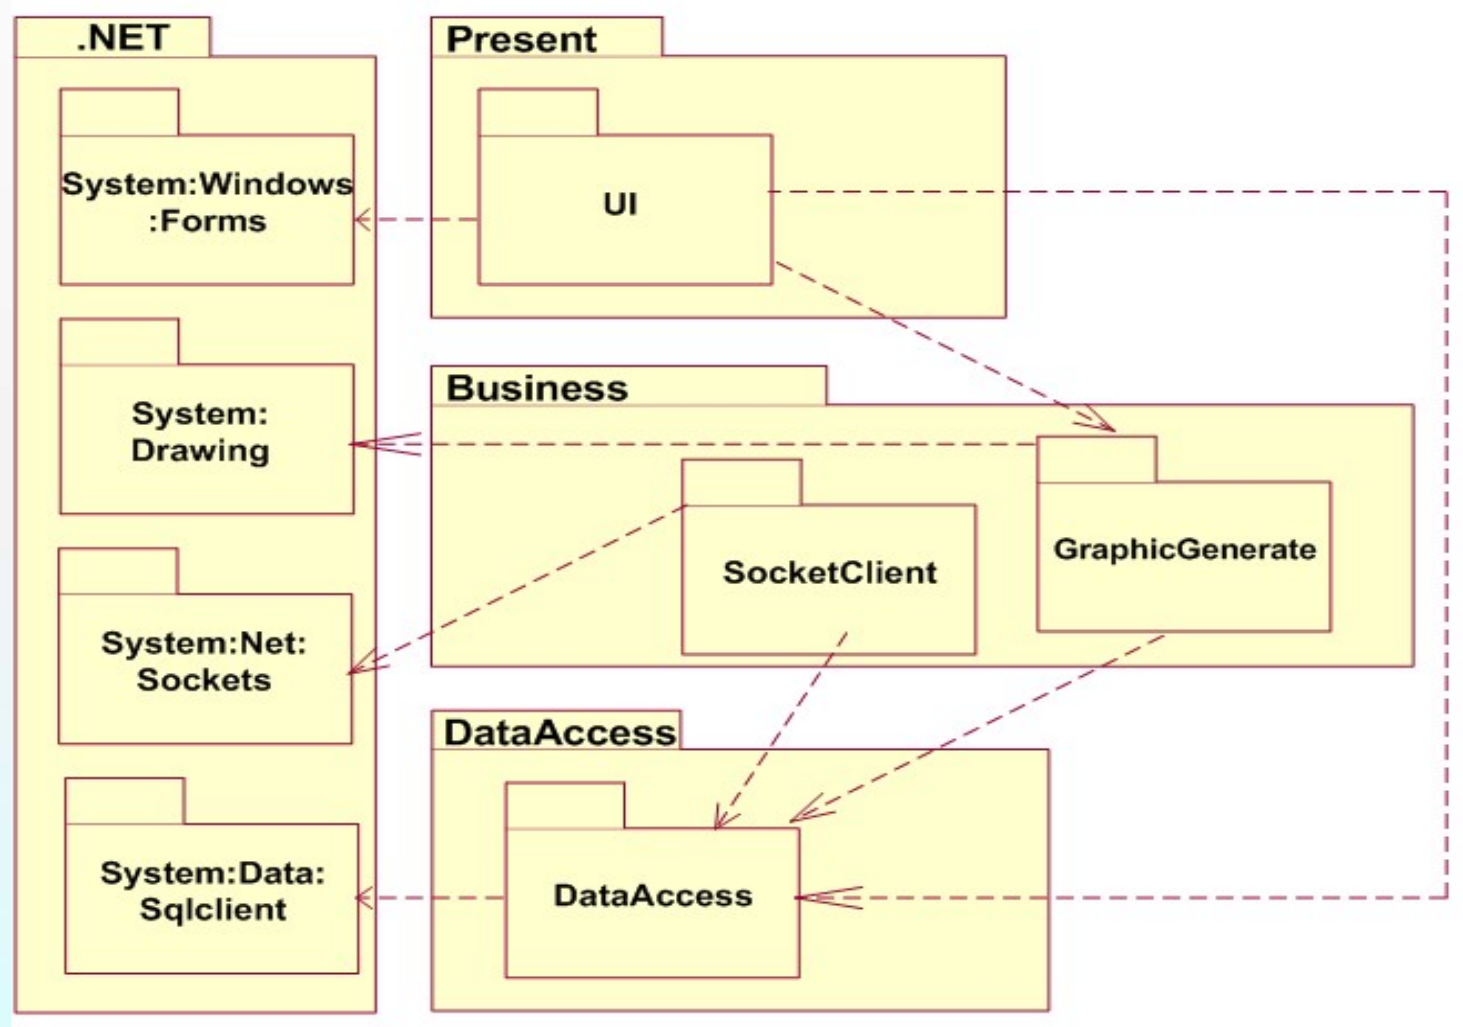 .NET
System:Windows
:Forms
System:
Drawing
System:Net:
Sockets
System:Data:
Sqlclient
Present
UI
Business
SocketClient
GraphicGenerate
DataAccess
DataAccess